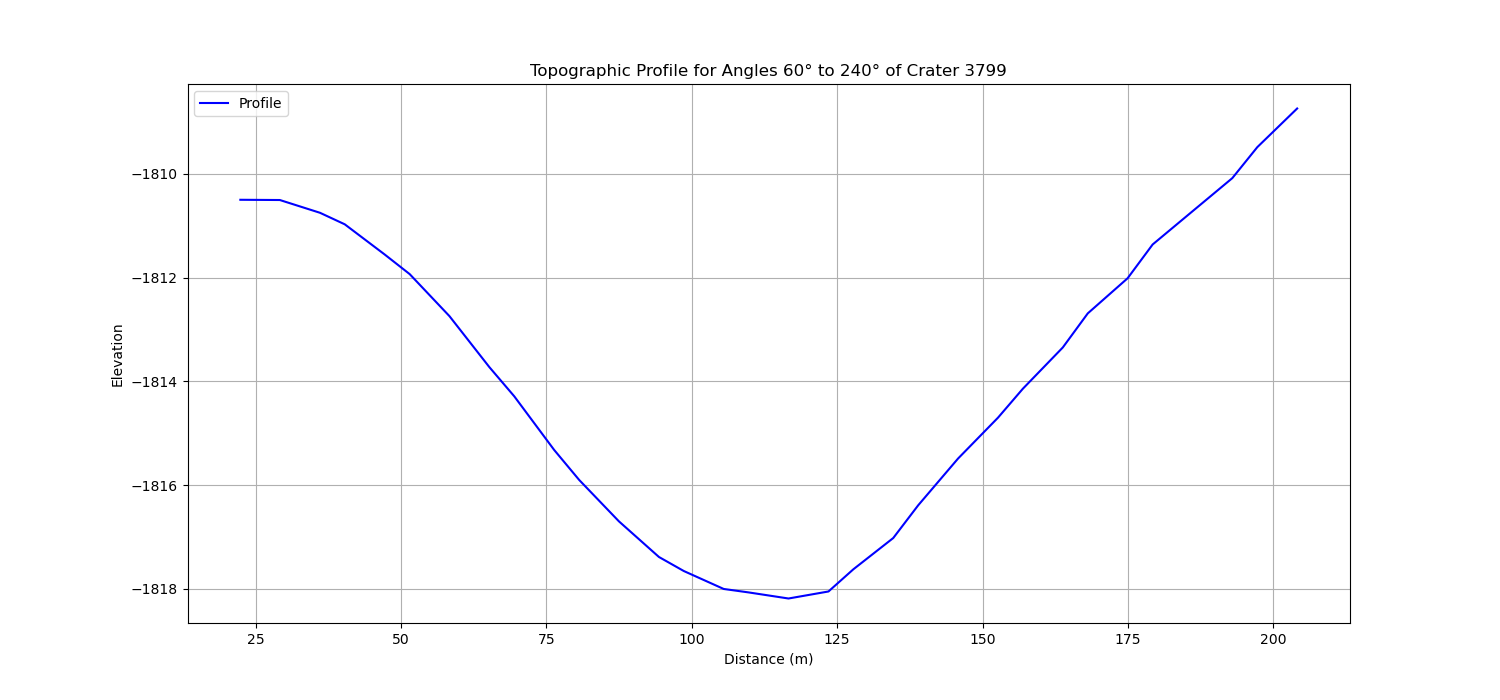 Topographic Profile for Angles 60° to 240° of Crater 3799
Profile
−1810
−1812
−1814
−1816
−1818
Elevation
25 50 75 100 125 150 175 200
Distance (m)